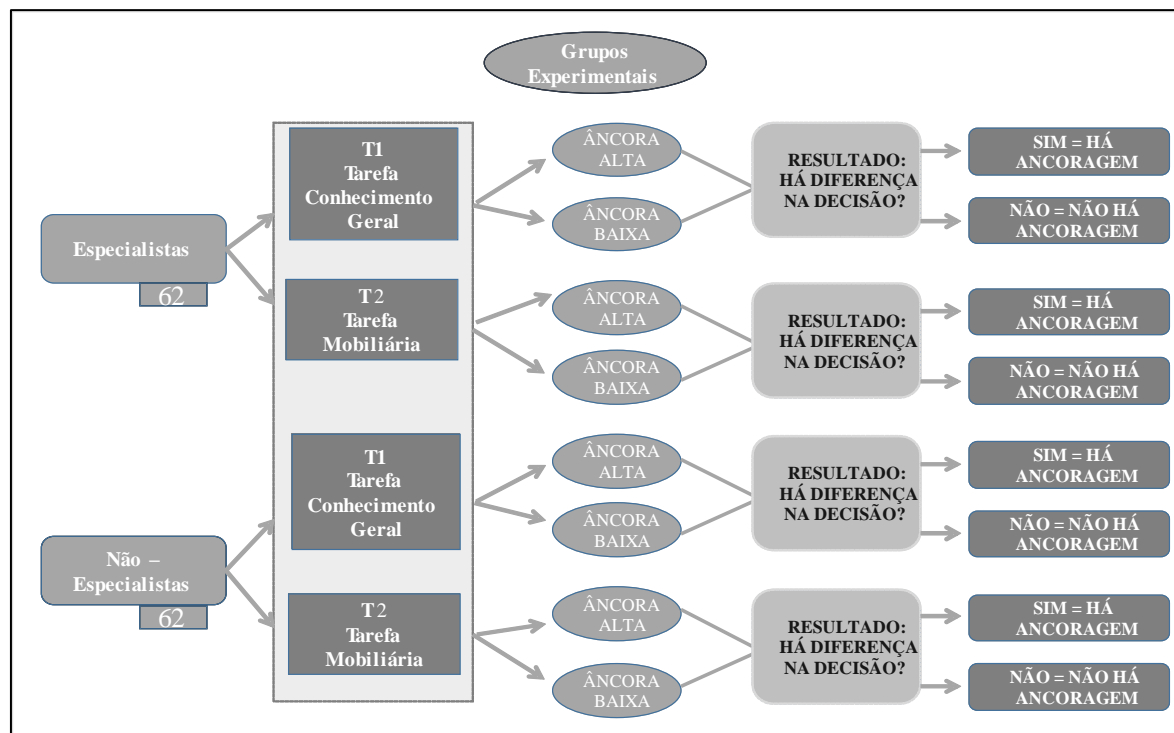 Grupos
Experimentais
Especialistas
62
T1
Tarefa
Conhecimento
Geral
ÂNCORA
ALTA
ÂNCORA
BAIXA
RESULTADO:
HÁ DIFERENÇA
NA DECISÃO?
SIM = HÁ
ANCORAGEM
NÃO = NÃO HÁ
ANCORAGEM
T2
Tarefa
Mobiliária
ÂNCORA
ALTA
ÂNCORA
BAIXA
RESULTADO:
HÁ DIFERENÇA
NA DECISÃO?
SIM = HÁ
ANCORAGEM
NÃO = NÃO HÁ
ANCORAGEM
Não –
Especialistas
62
T1
Tarefa
Conhecimento
Geral
ÂNCORA
ALTA
ÂNCORA
BAIXA
RESULTADO:
HÁ DIFERENÇA
NA DECISÃO?
SIM = HÁ
ANCORAGEM
NÃO = NÃO HÁ
ANCORAGEM
T2
Tarefa
Mobiliária
ÂNCORA
ALTA
ÂNCORA
BAIXA
RESULTADO:
HÁ DIFERENÇA
NA DECISÃO?
SIM = HÁ
ANCORAGEM
NÃO = NÃO HÁ
ANCORAGEM